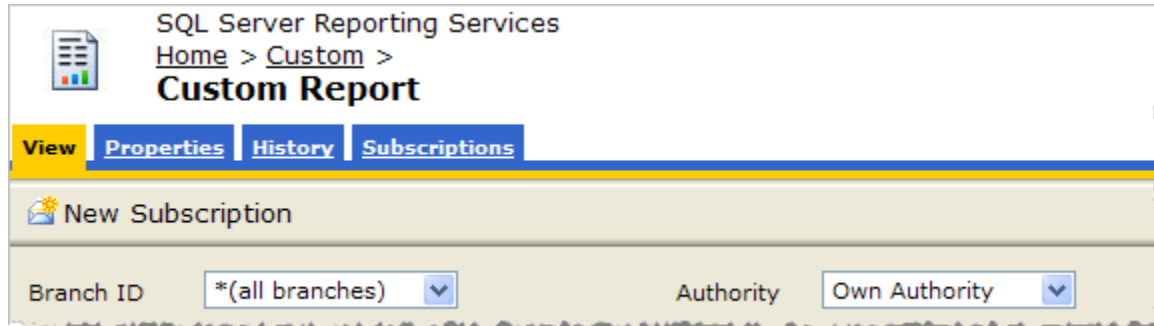 SQL Server Reporting Services
Home > Custom >
Custom Report
View Properties History Subscriptions
New Subscription
Branch ID *(all branches) Authority Own Authority